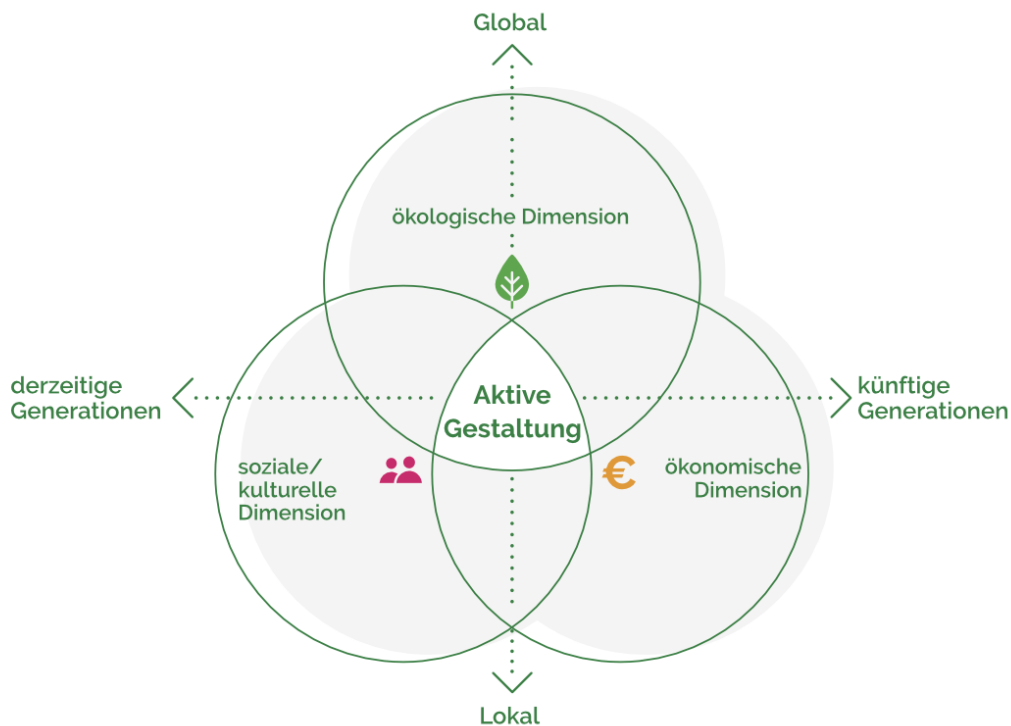 Global
ökologische Dimension
derzeitige
Generationen
Aktive
Gestaltung
künftige
Generationen
soziale/
kulturelle
Dimension
€
ökonomische
Dimension
Lokal